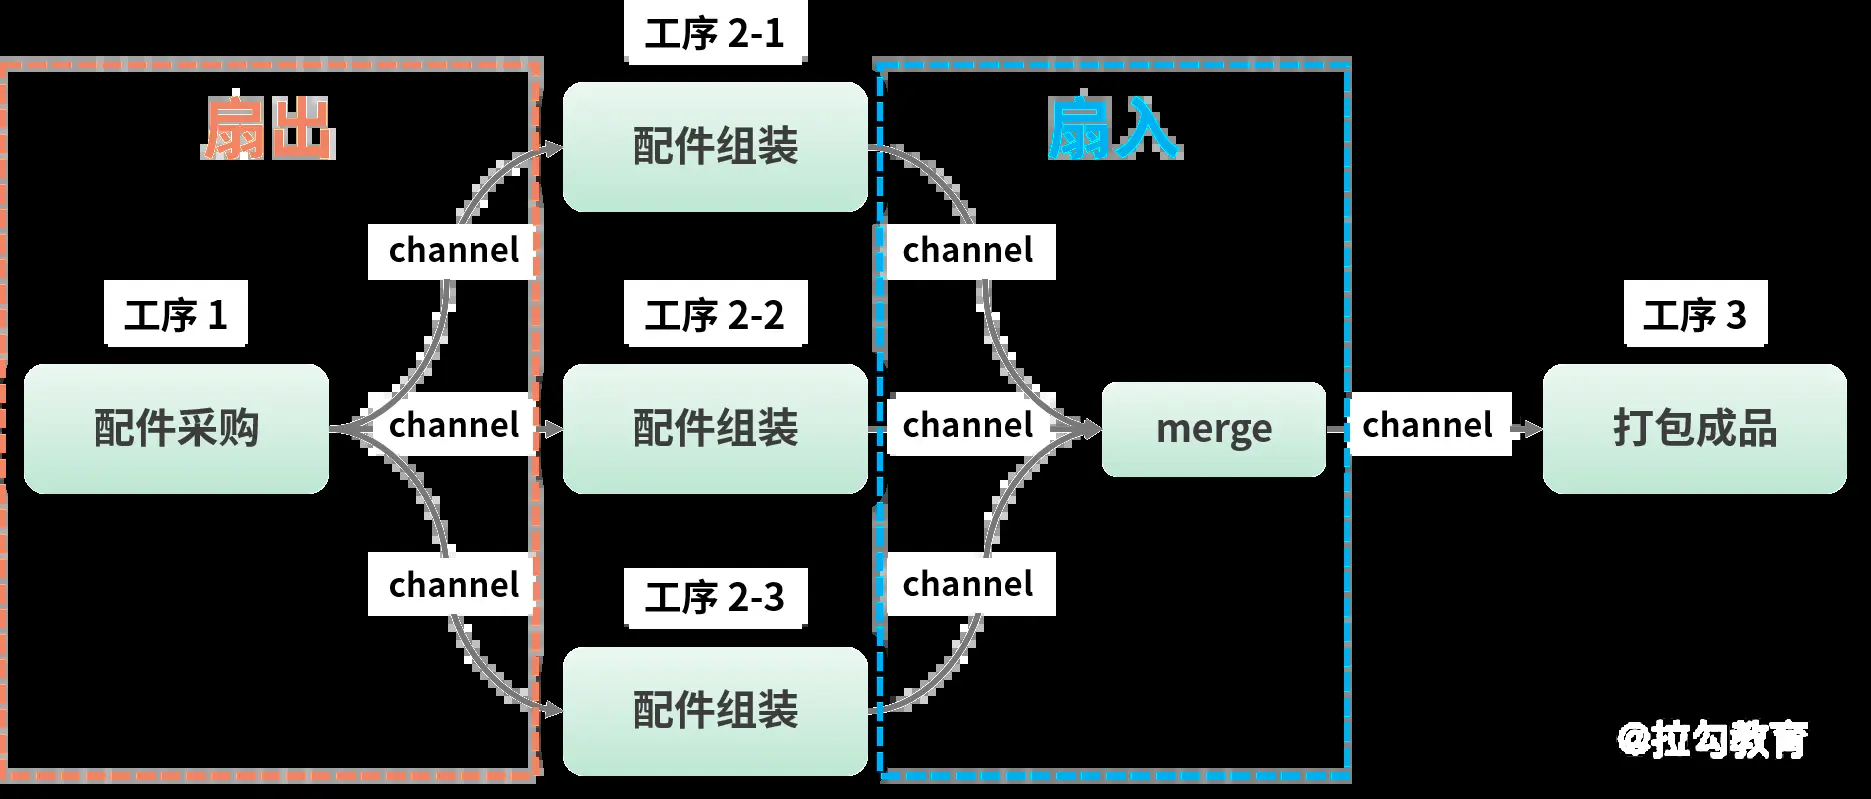 工序 2-1
扇出
扇入
配件组装
channel
channel
工序 1
工序 2-2
工序 3
配件采购
channel
配件组装
channel
merge
channel
打包成品
channel
channel
工序 2-3
配件组装
@拉勾教育